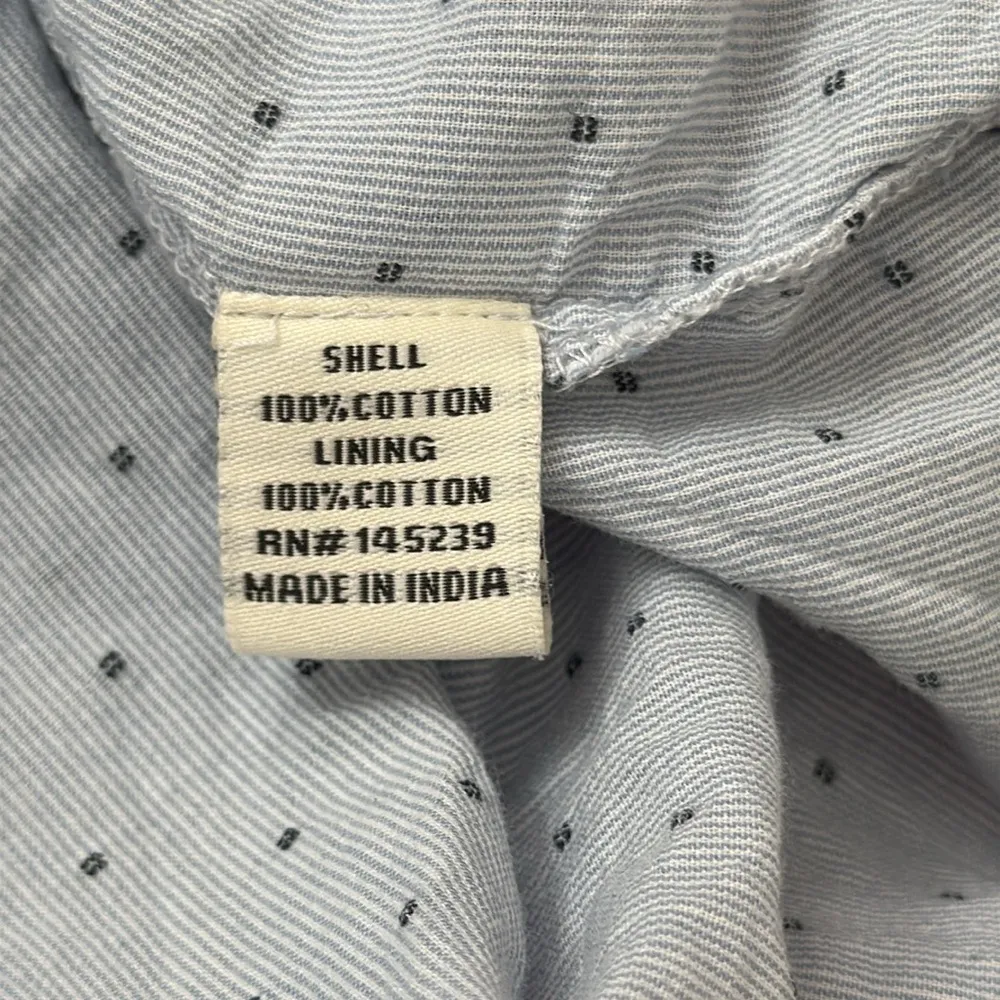 SHELL
100% COTTON
LINING
100% COTTON
RN# 145239
MADE IN INDIA